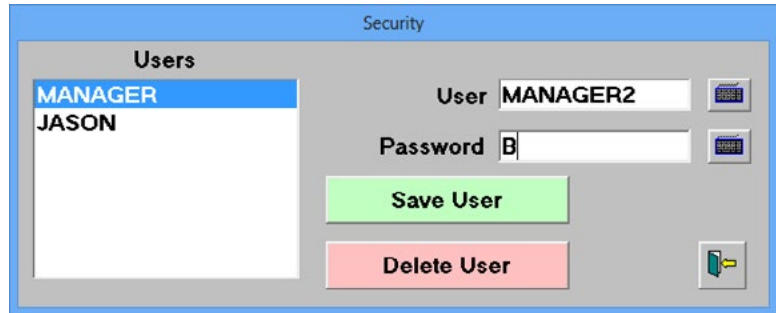 Security
Users
MANAGER
JASON
User MANAGER2
Password B
Save User
Delete User